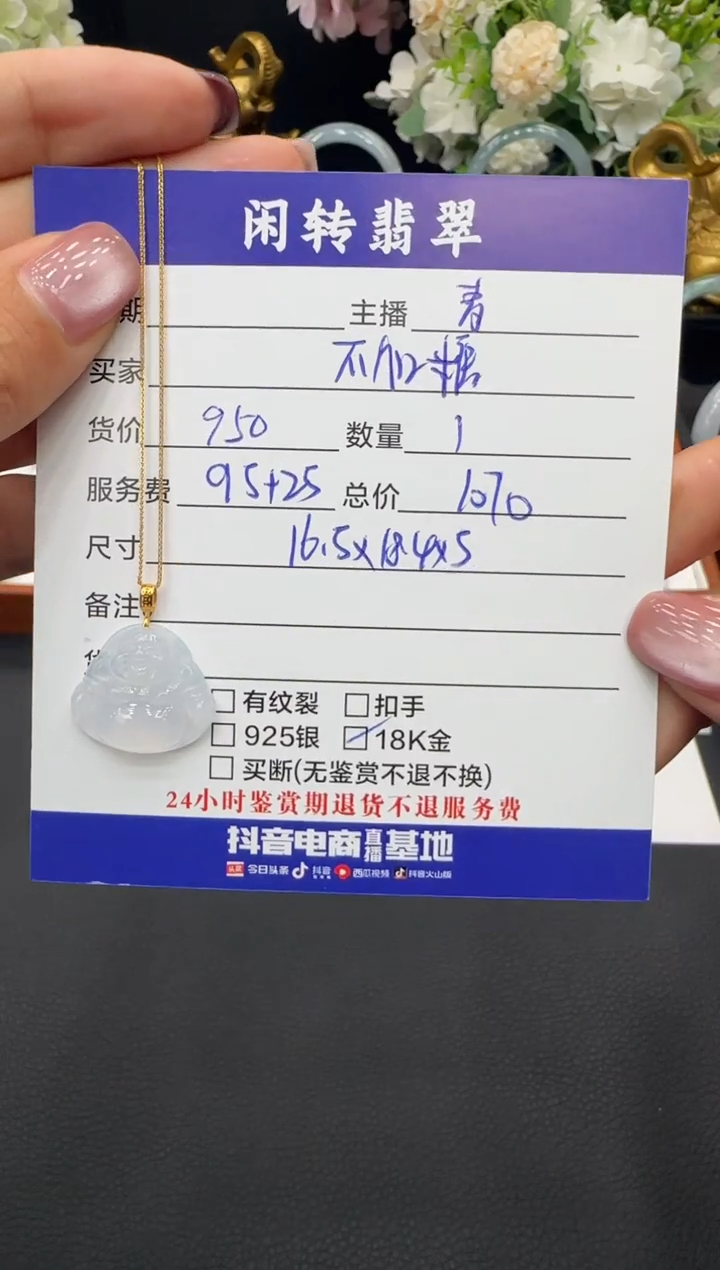 闲转翡翠
期 主播 青
买家 不加糖
货价 950 数量 1
服务费 95+25 总价 1070
尺寸 16.5x18.4x5
备注
有纹裂 扣手
925银 18K金
买断(无鉴赏不退不换)
24小时鉴赏期退货不退服务费
抖音电商直播基地
头条 今日头条 抖音 西瓜视频 抖音火山版